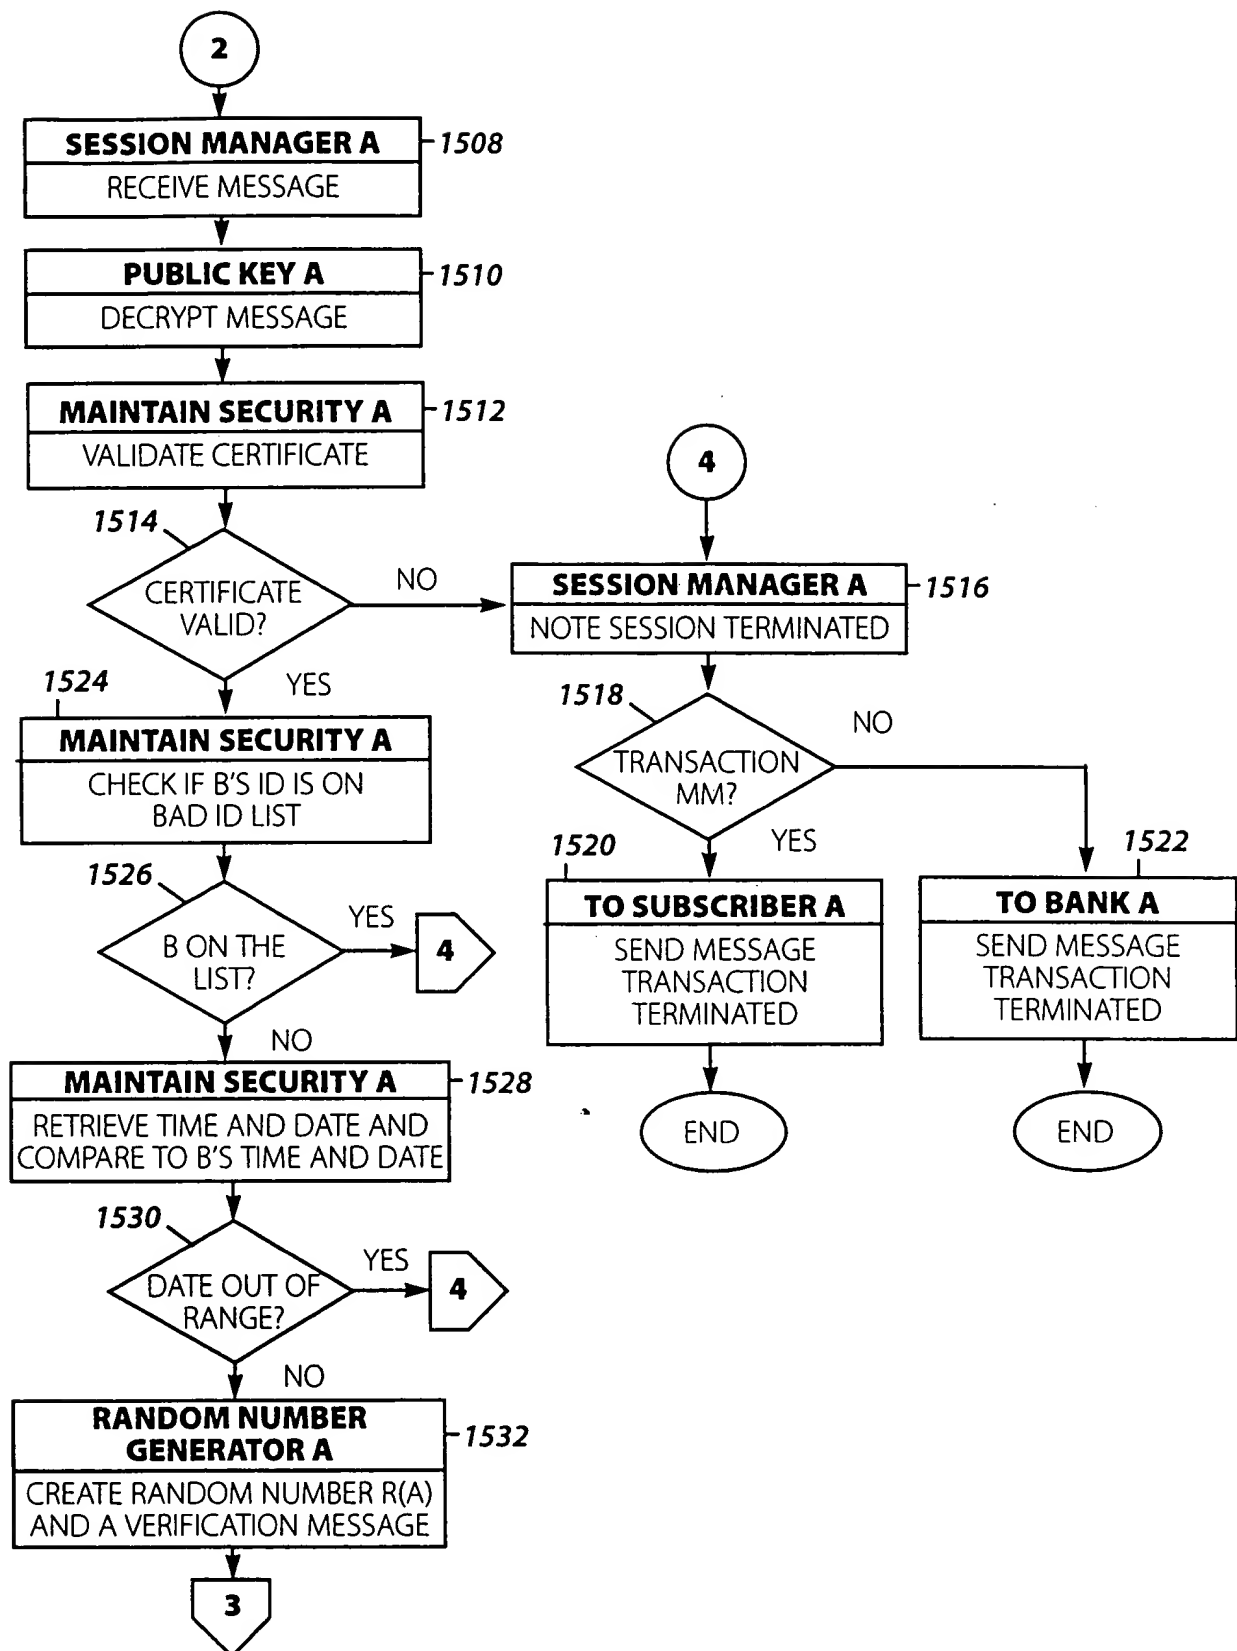 2
SESSION MANAGER A
1508
RECEIVE MESSAGE
PUBLIC KEY A
1510
DECRYPT MESSAGE
MAINTAIN SECURITY A
1512
VALIDATE CERTIFICATE
1514
CERTIFICATE
VALID?
NO
YES
4
SESSION MANAGER A
1516
NOTE SESSION TERMINATED
1518
TRANSACTION
MM?
NO
YES
1520
TO SUBSCRIBER A
SEND MESSAGE
TRANSACTION
TERMINATED
END
1522
TO BANK A
SEND MESSAGE
TRANSACTION
TERMINATED
END
1524
MAINTAIN SECURITY A
CHECK IF B'S ID IS ON
BAD ID LIST
1526
B ON THE
LIST?
YES
4
NO
MAINTAIN SECURITY A
1528
RETRIEVE TIME AND DATE AND
COMPARE TO B'S TIME AND DATE
1530
DATE OUT OF
RANGE?
YES
4
NO
RANDOM NUMBER
GENERATOR A
1532
CREATE RANDOM NUMBER R(A)
AND A VERIFICATION MESSAGE
3